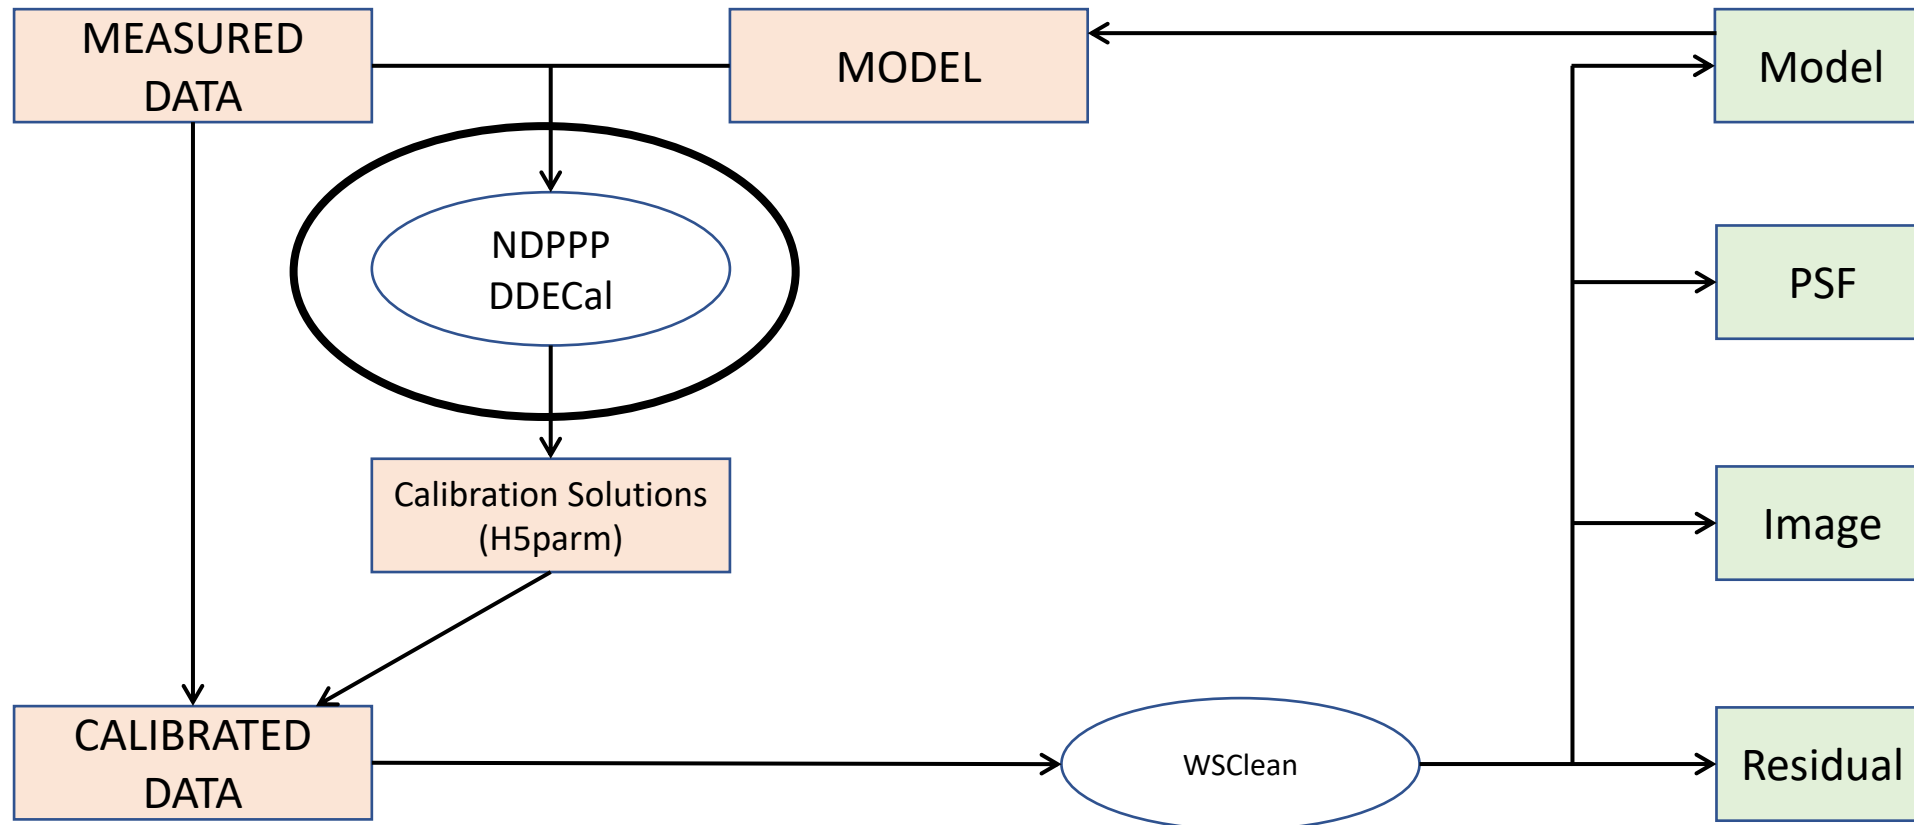 MEASURED
DATA
MODEL
Model
NDPPP
DDECal
PSF
Calibration Solutions
(H5parm)
Image
CALIBRATED
DATA
WSClean
Residual